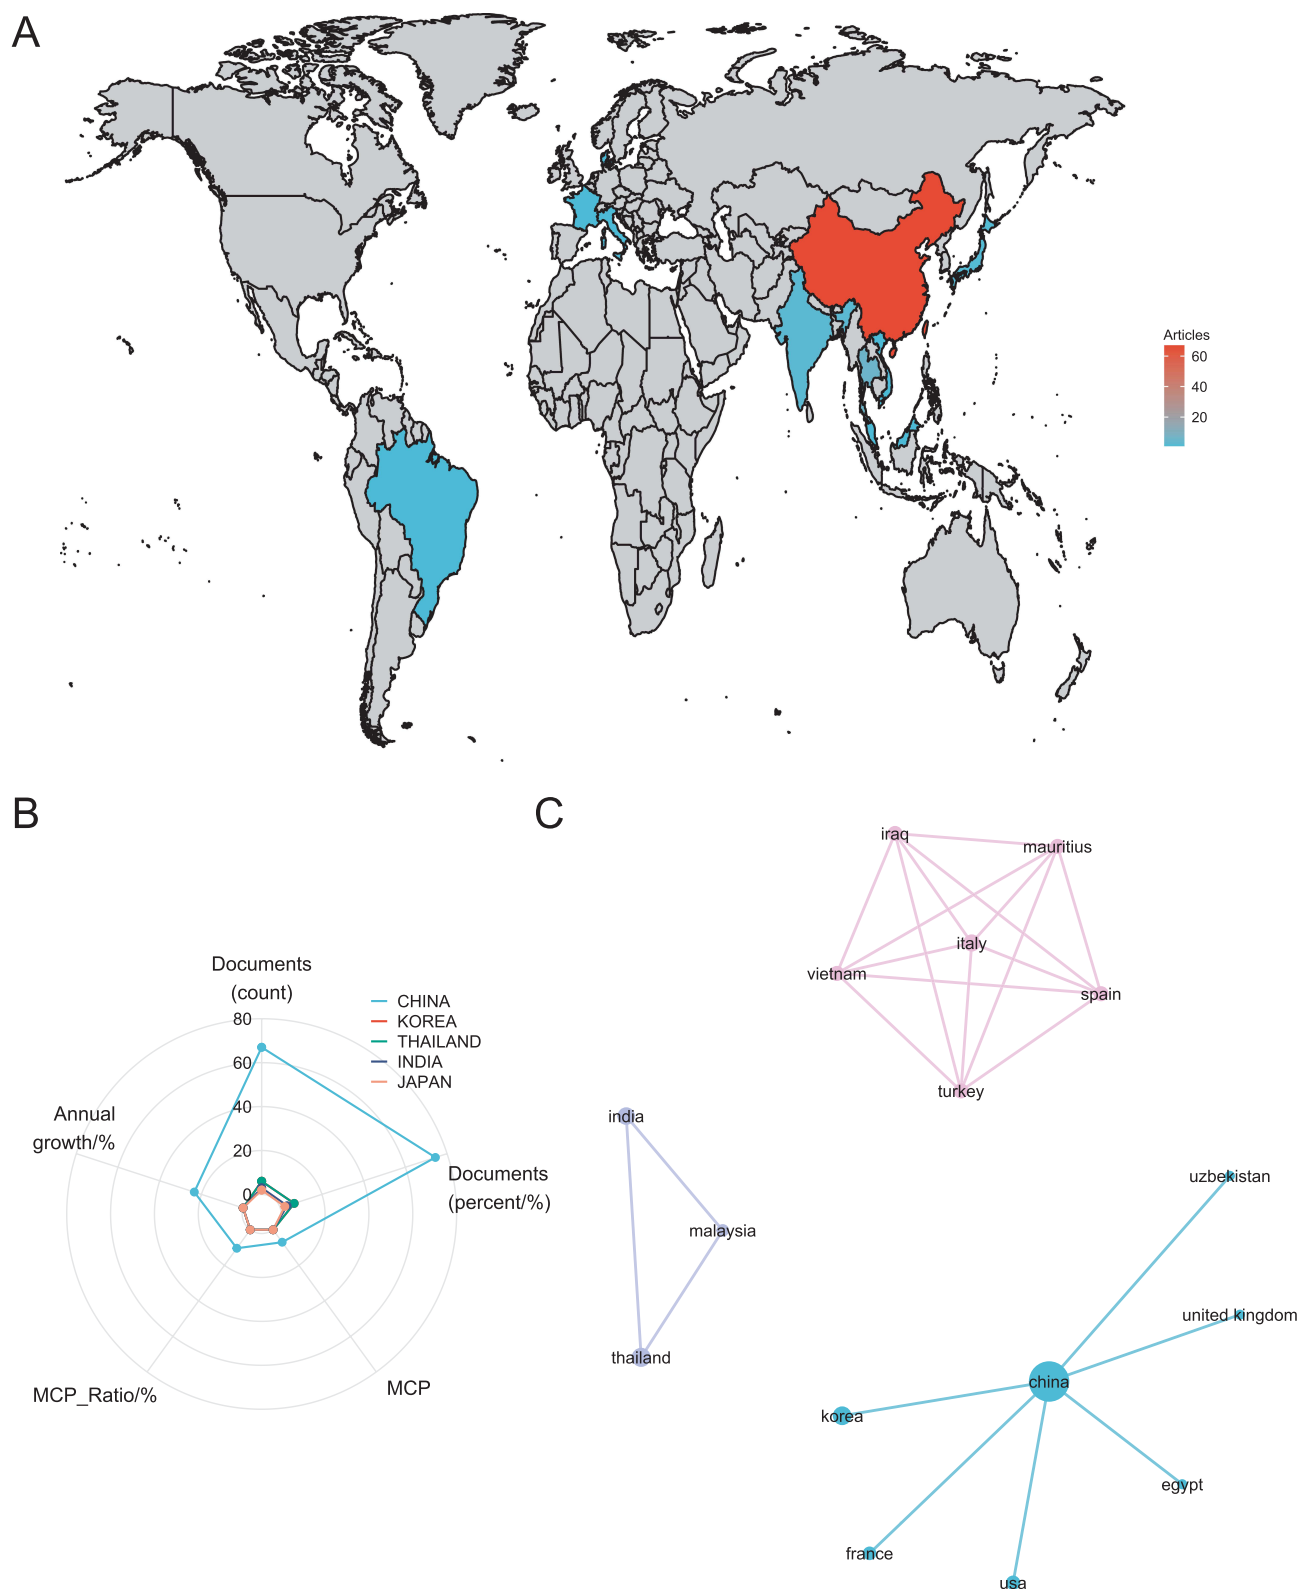 A
Articles
60
40
20
B
Documents
(count)
80
60
40
20
0
CHINA
KOREA
THAILAND
INDIA
JAPAN
Annual
growth/%
Documents
(percent/%)
MCP_Ratio/%
MCP
C
iraq
mauritius
italy
vietnam
spain
turkey
india
malaysia
thailand
uzbekistan
united kingdom
china
korea
egypt
france
usa